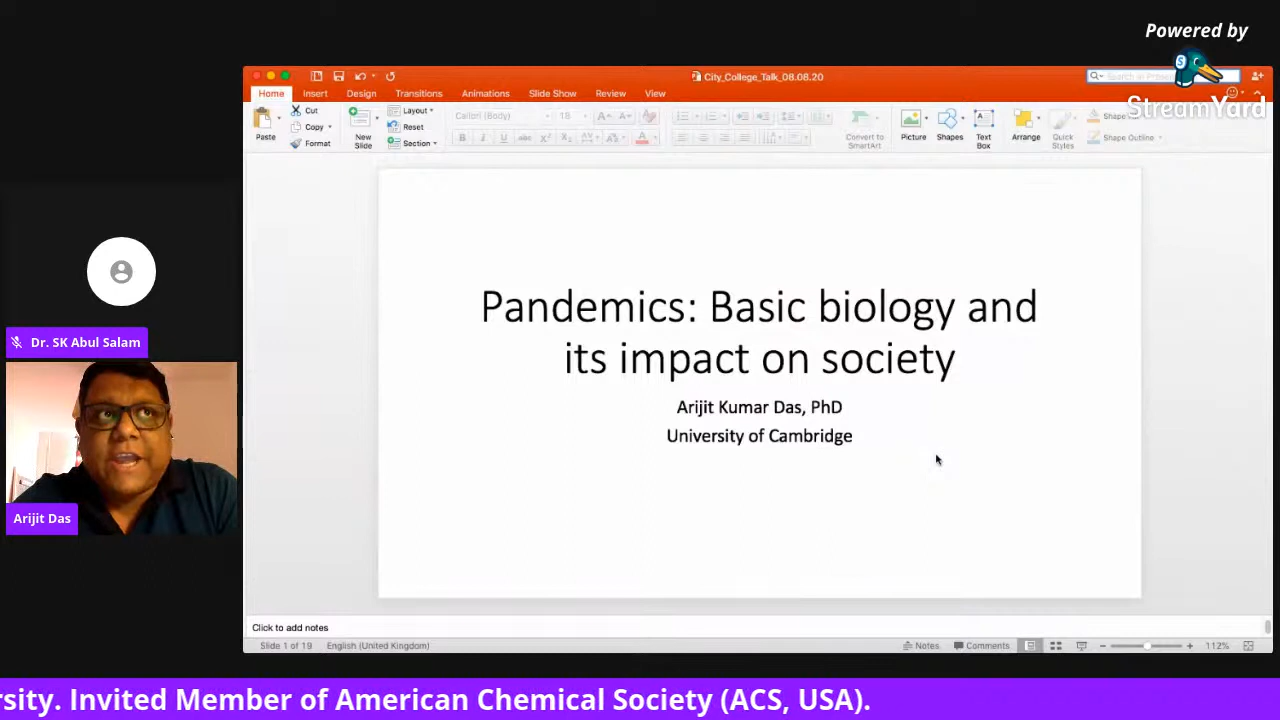 Powered by
StreamYard
City_College_Talk_08.08.20
Home Insert Design Transitions Animations Slide Show Review View
Paste
Cut
Copy
Format
New
Slide
Layout
Reset
Section
Calibri (Body) 18
Convert to
SmartArt
Picture
Shapes
Text
Box
Arrange
Quick
Styles
Shape
Shape Outline
Pandemics: Basic biology and
its impact on society
Arijit Kumar Das, PhD
University of Cambridge
Dr. SK Abul Salam
Arijit Das
Click to add notes
Slide 1 of 19 English (United Kingdom) Notes Comments 112%
rsity. Invited Member of American Chemical Society (ACS, USA).